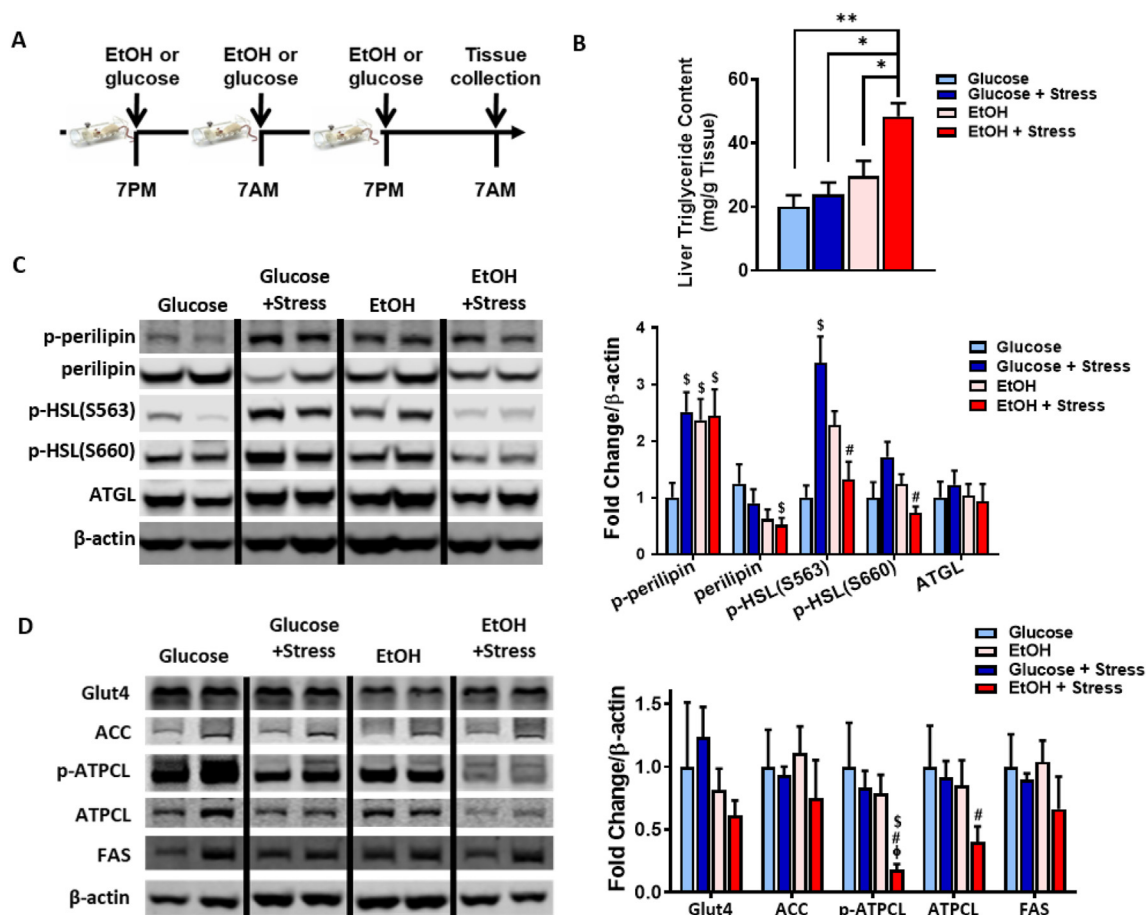 A
EtOH or glucose
EtOH or glucose
EtOH or glucose
Tissue collection
7PM
7AM
7PM
7AM
B
**
*
*
60
40
20
0
Liver Triglyceride Content
(mg/g Tissue)
Glucose
Glucose + Stress
EtOH
EtOH + Stress
C
Glucose
Glucose +Stress
EtOH
EtOH +Stress
p-perilipin
perilipin
p-HSL(S563)
p-HSL(S660)
ATGL
β-actin
Fold Change/β-actin
4
3
2
1
0
$ $ $
$
$
#
#
p-perilipin
perilipin
p-HSL(S563)
p-HSL(S660)
ATGL
Glucose
Glucose + Stress
EtOH
EtOH + Stress
D
Glucose
Glucose +Stress
EtOH
EtOH +Stress
Glut4
ACC
p-ATPCL
ATPCL
FAS
β-actin
Glucose
EtOH
Glucose + Stress
EtOH + Stress
Fold Change/β-actin
1.5
1.0
0.5
0.0
$
#
ϕ
#
Glut4
ACC
p-ATPCL
ATPCL
FAS